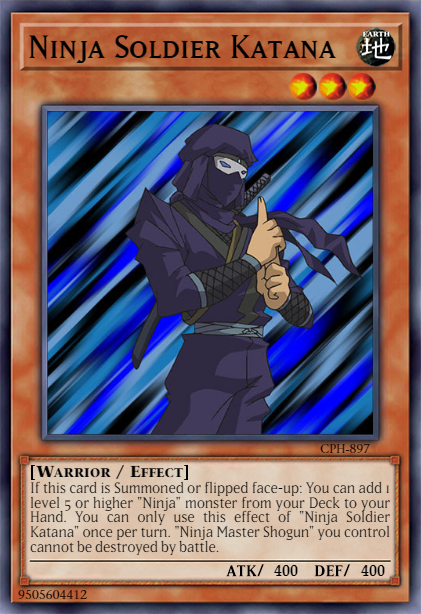 Ninja Soldier Katana
EARTH
地
CPH-897
[Warrior / Effect]
If this card is Summoned or flipped face-up: You can add 1
level 5 or higher "Ninja" monster from your Deck to your
Hand. You can only use this effect of "Ninja Soldier
Katana" once per turn. "Ninja Master Shogun" you control
cannot be destroyed by battle.
ATK/ 400 DEF/ 400
9505604412